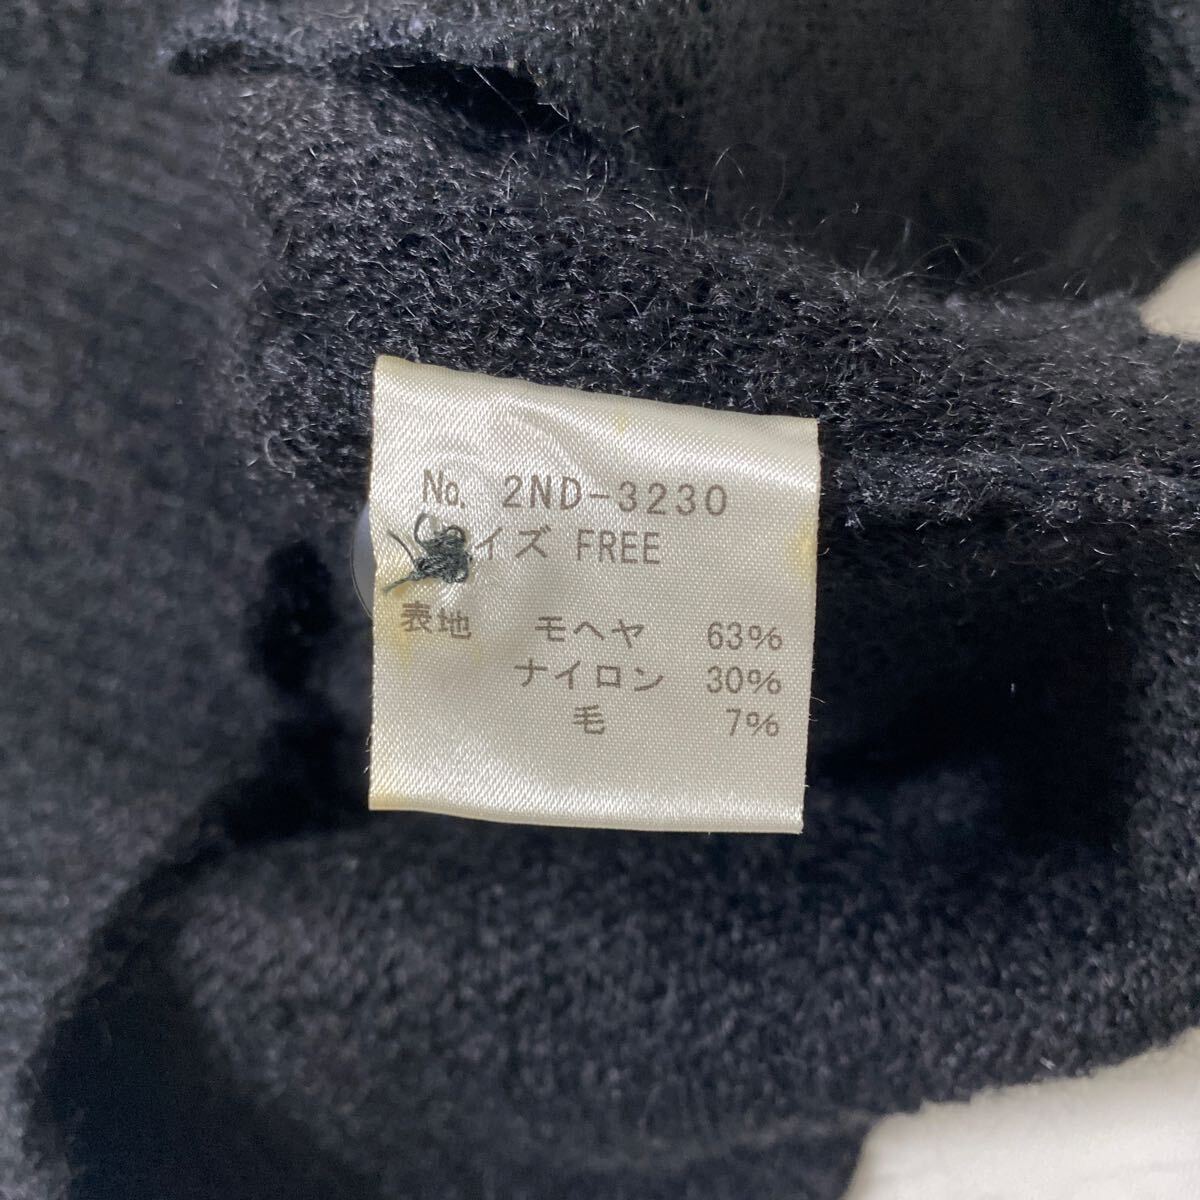 No. 2ND-3230
イズ FREE
表地 モヘヤ 63%
ナイロン 30%
毛 7%